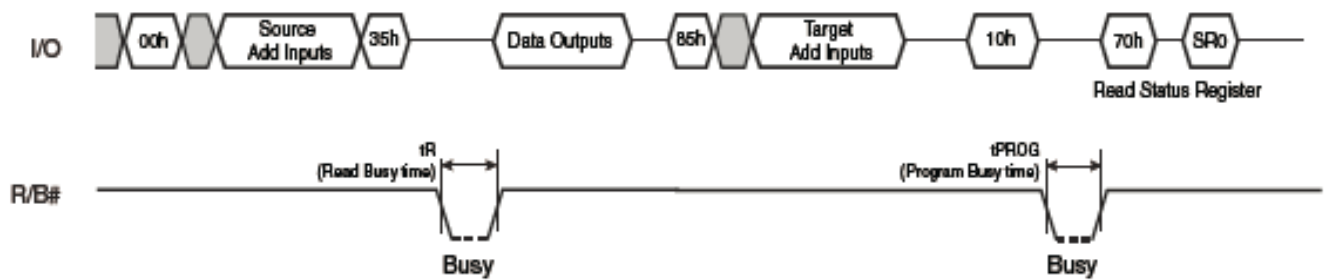 I/O
00h
Source
Add Inputs
35h
Data Outputs
85h
Target
Add Inputs
10h
70h
SR0
Read Status Register
tR
(Read Busy time)
tPROG
(Program Busy time)
R/B#
Busy
Busy